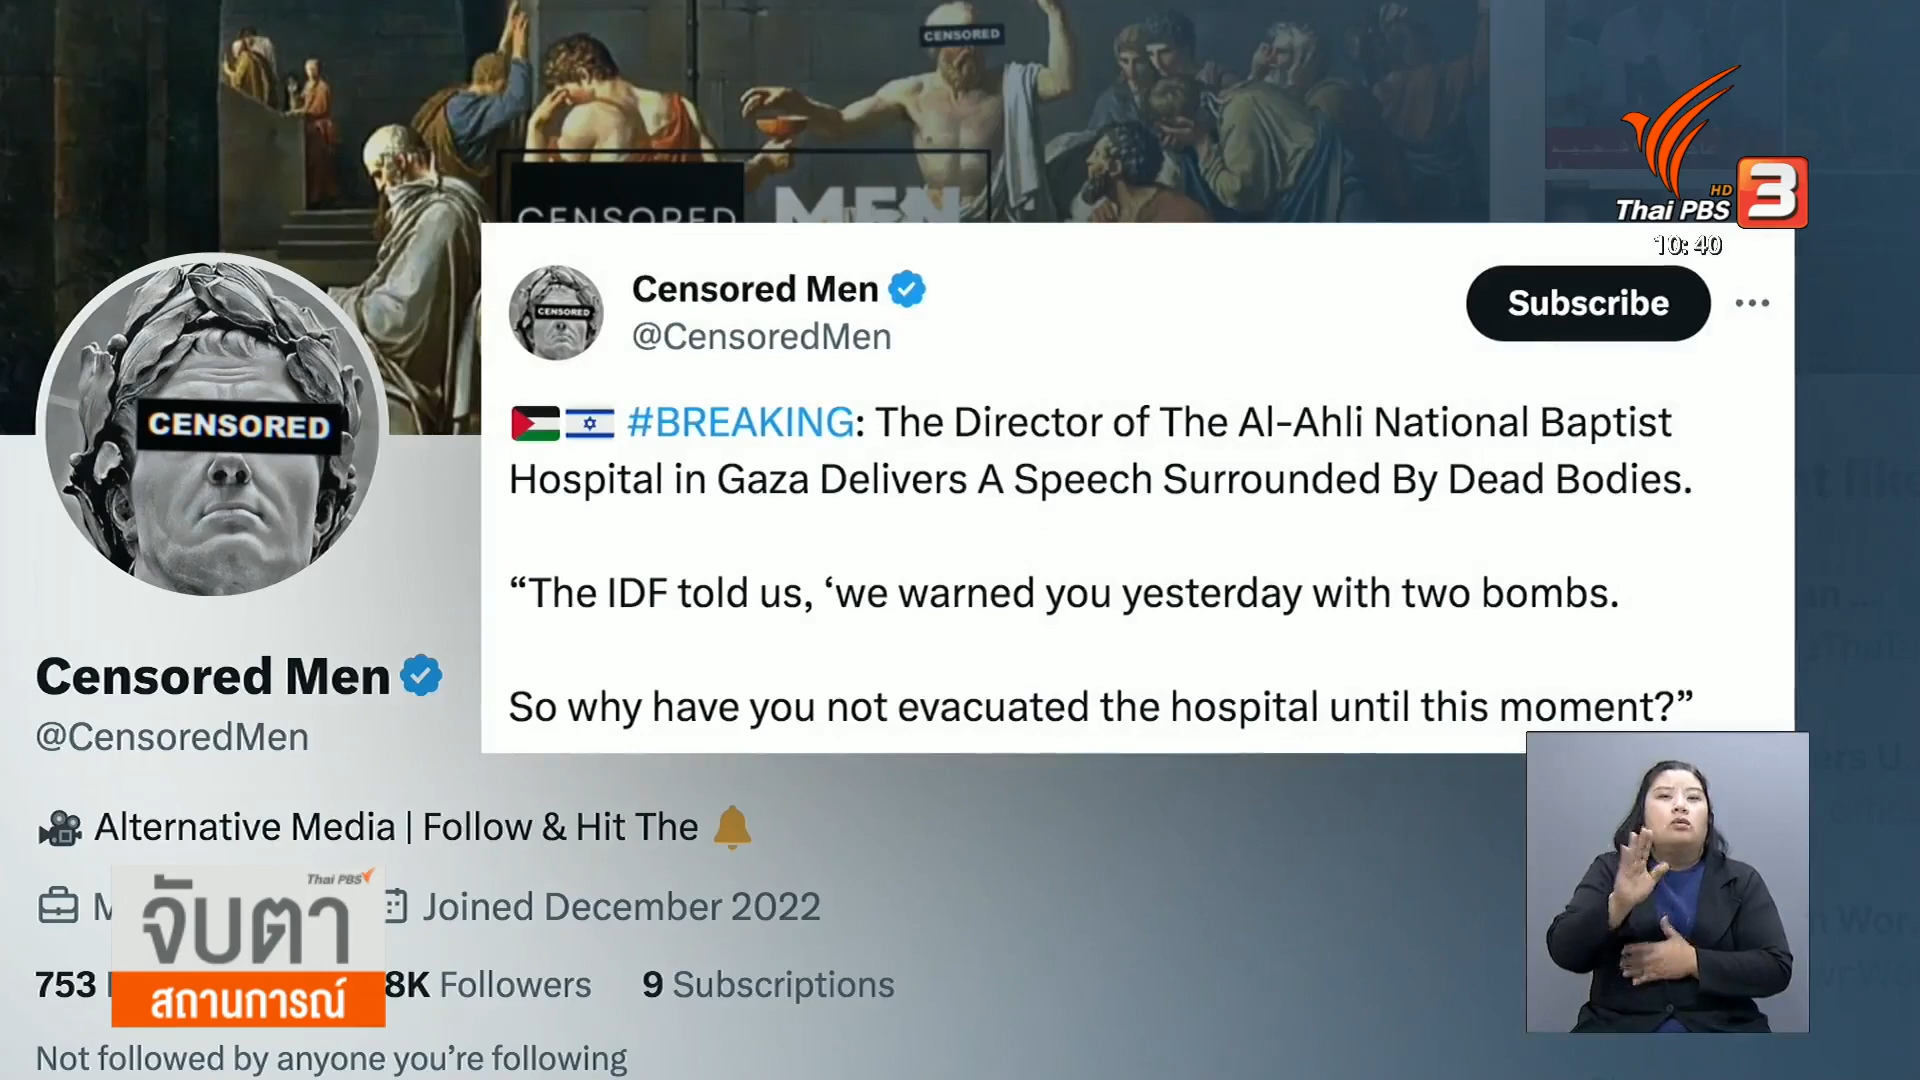 CENSORED
CENSORED MEN
HD
Thai PBS 3
10:40
Censored Men
@CensoredMen
Subscribe
CENSORED
#BREAKING: The Director of The Al-Ahli National Baptist
Hospital in Gaza Delivers A Speech Surrounded By Dead Bodies.
“The IDF told us, ‘we warned you yesterday with two bombs.
So why have you not evacuated the hospital until this moment?”
CENSORED
Censored Men
@CensoredMen
Alternative Media | Follow & Hit The
Joined December 2022
753 8K Followers 9 Subscriptions
Not followed by anyone you’re following
Thai PBS
จับตา
สถานการณ์